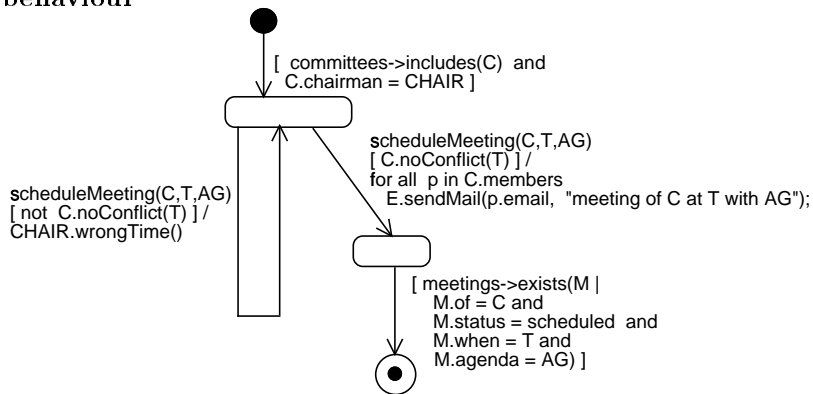 behaviour
[ committees->includes(C) and
C.chairman = CHAIR ]
scheduleMeeting(C,T,AG)
[ C.noConflict(T) ] /
for all p in C.members
E.sendMail(p.email, "meeting of C at T with AG");
scheduleMeeting(C,T,AG)
[ not C.noConflict(T) ] /
CHAIR.wrongTime()
[ meetings->exists(M |
M.of = C and
M.status = scheduled and
M.when = T and
M.agenda = AG) ]